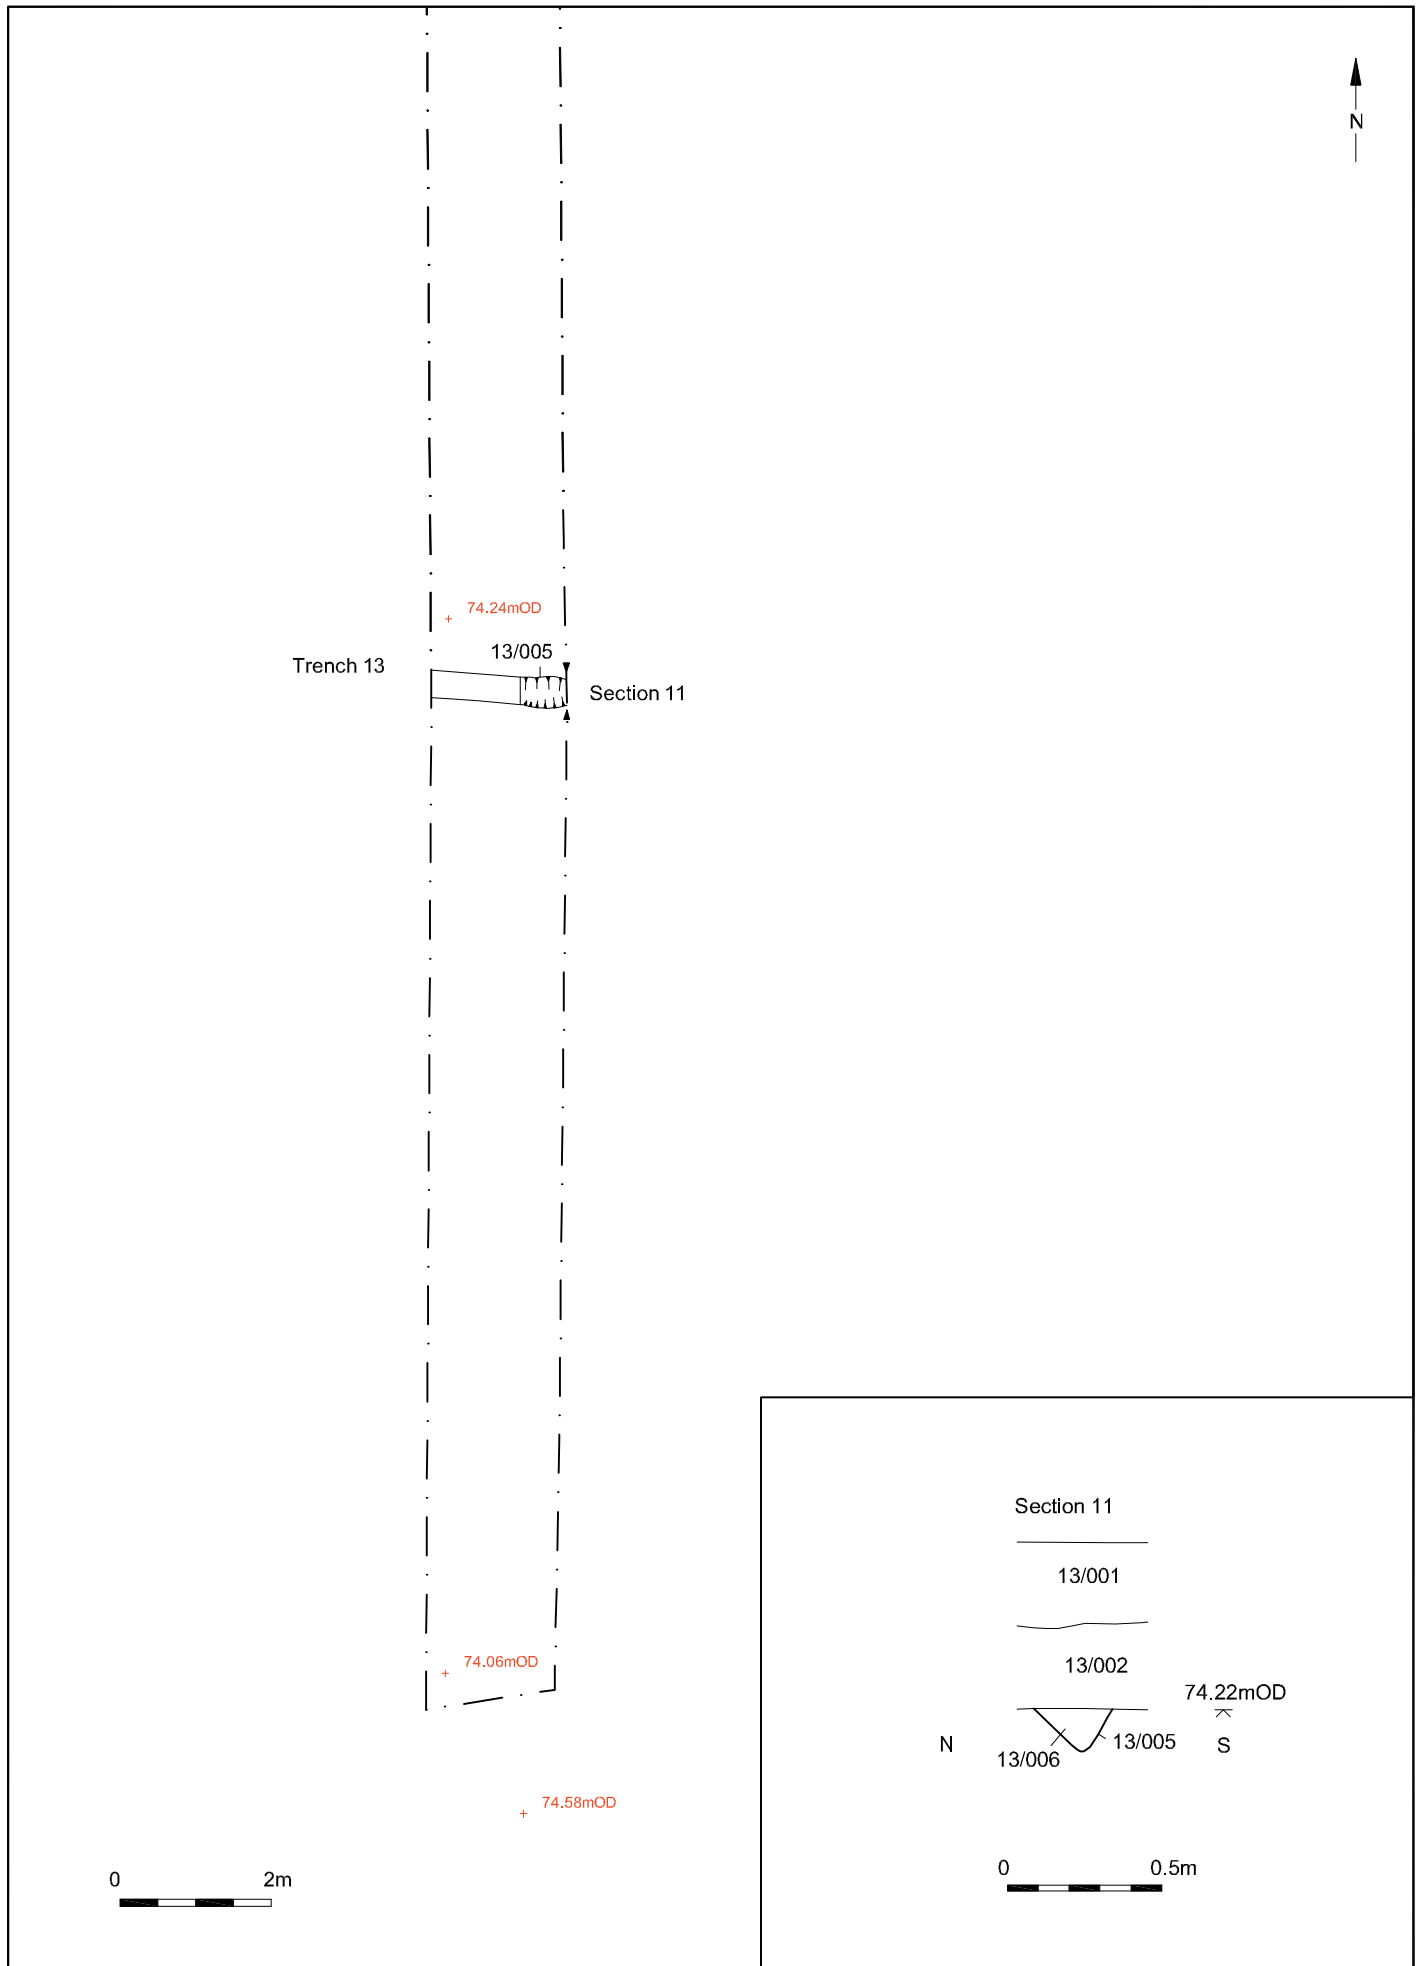 N
74.24mOD
13/005
Trench 13
Section 11
74.06mOD
74.58mOD
0 2m
Section 11
13/001
13/002
74.22mOD
N 13/006 13/005 S
0 0.5m